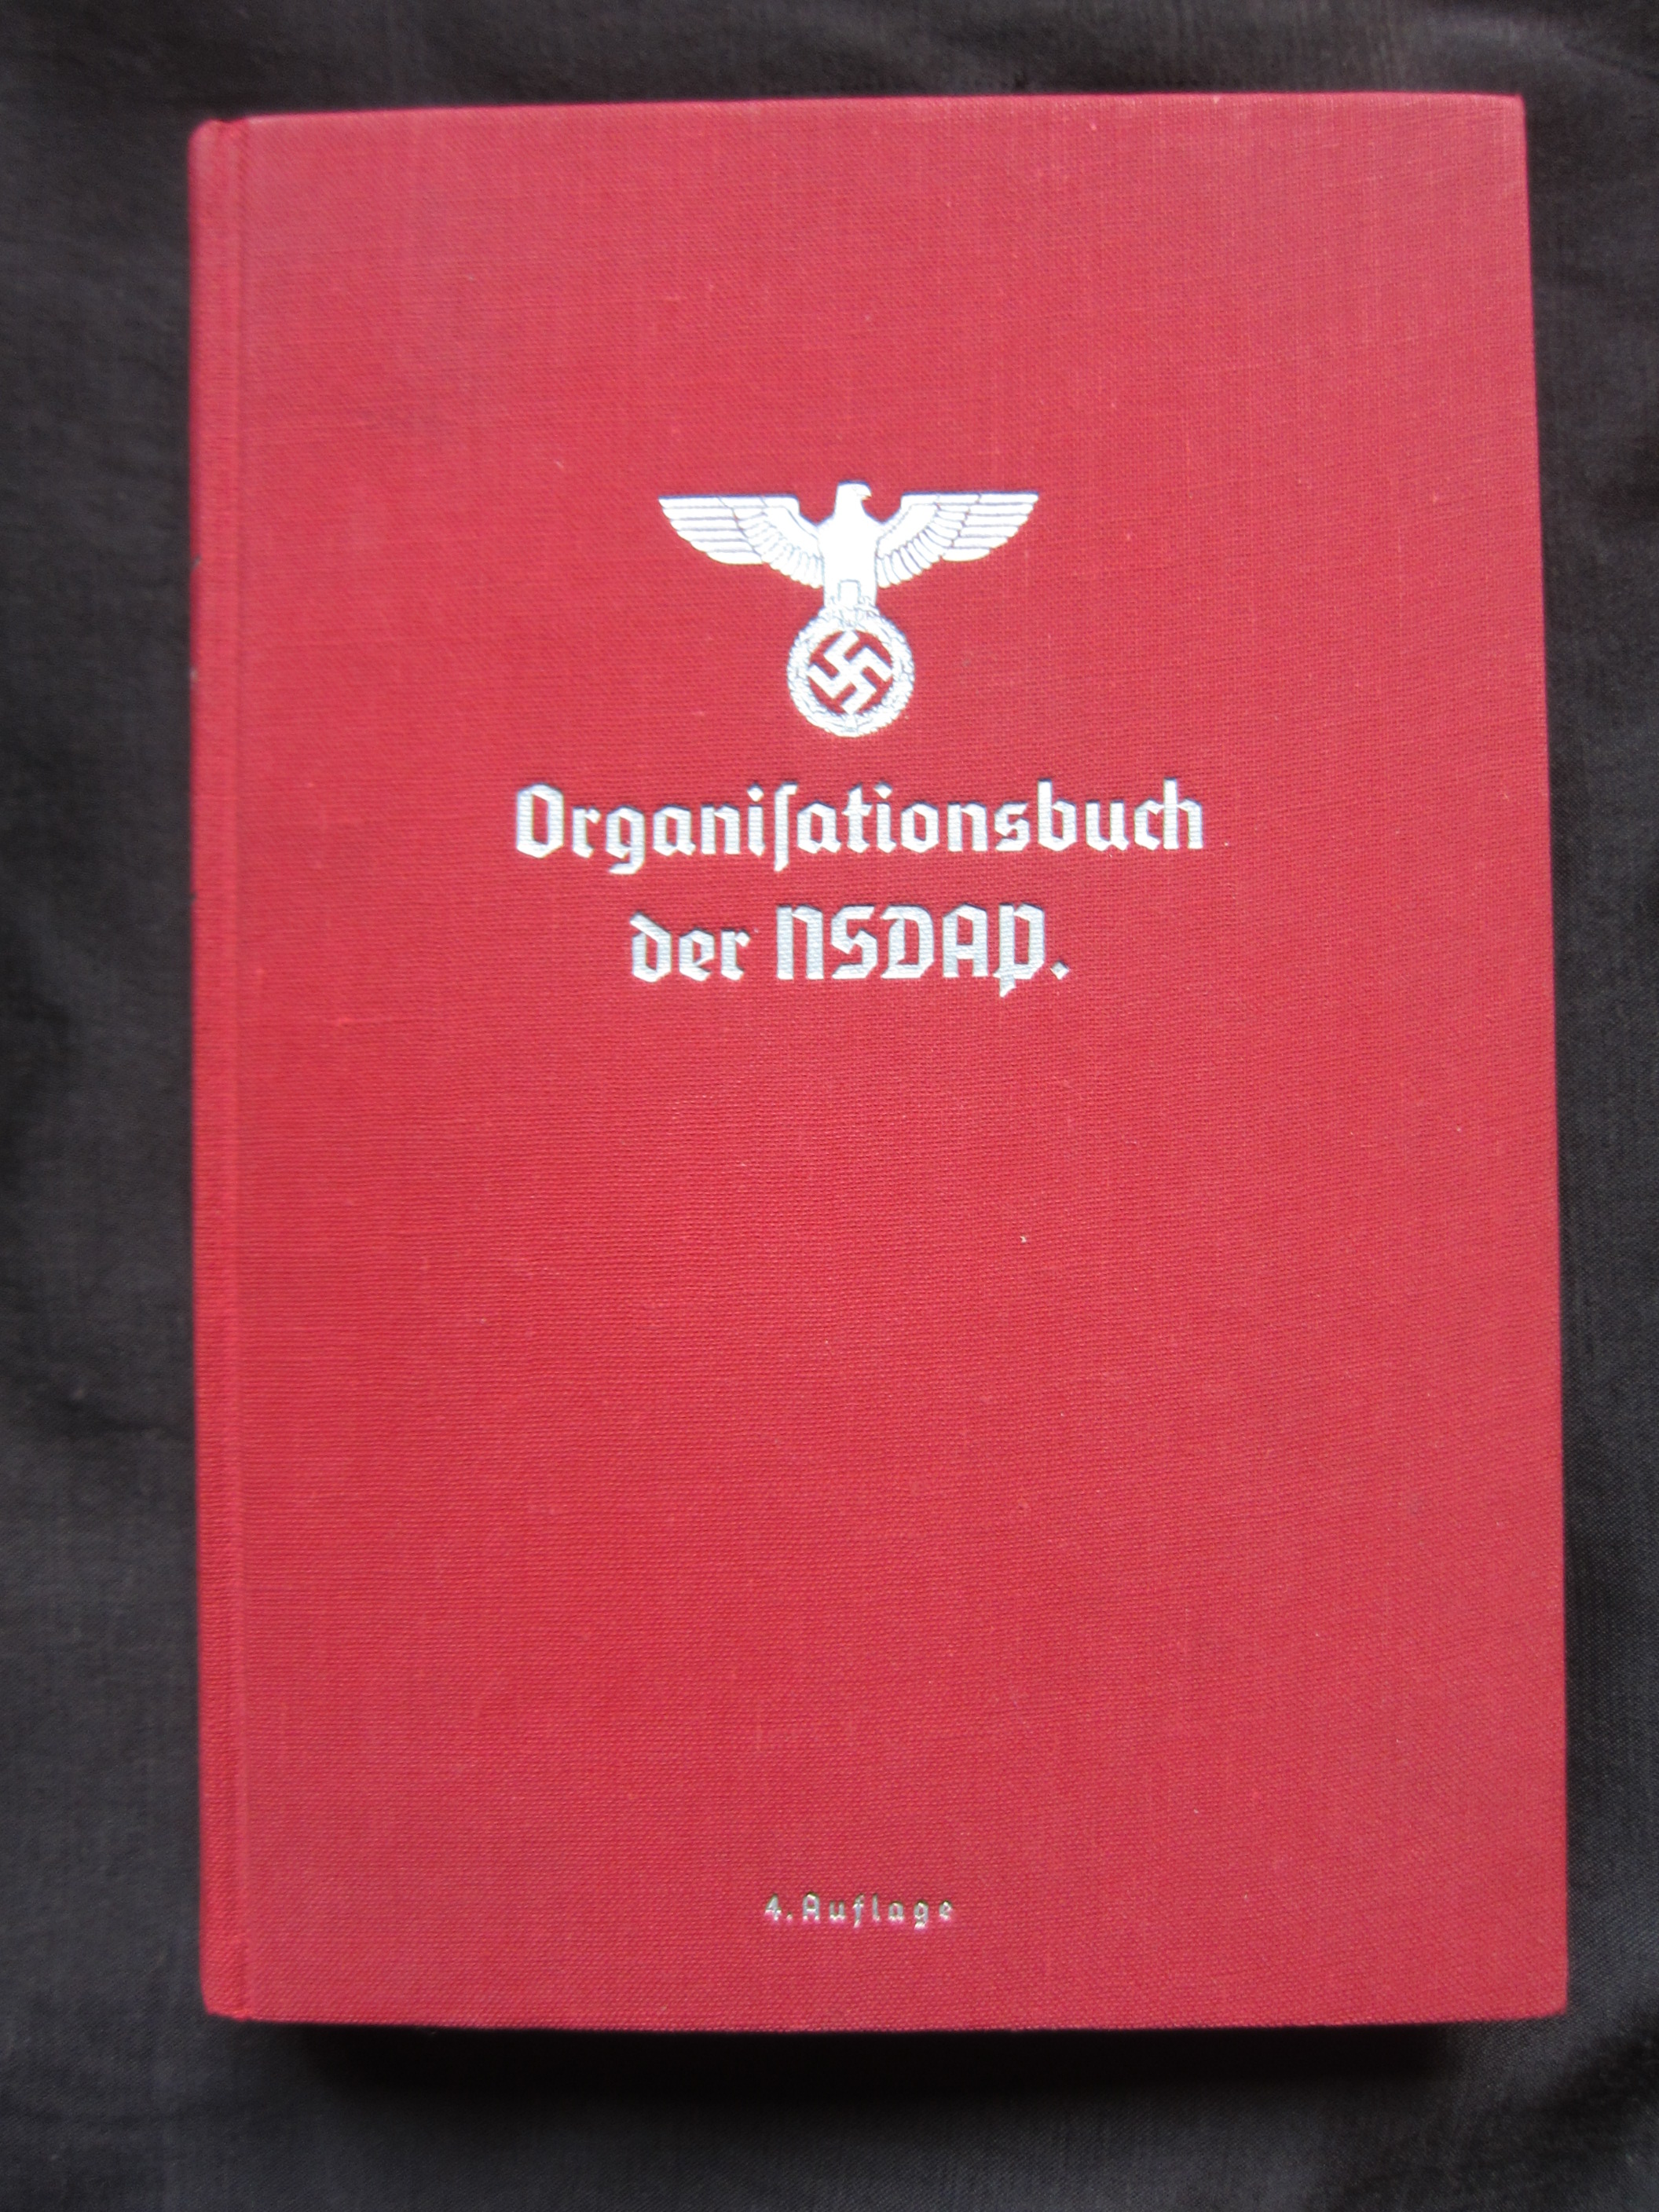 Organiſationsbuch
der NSDAP.
4. Auflage